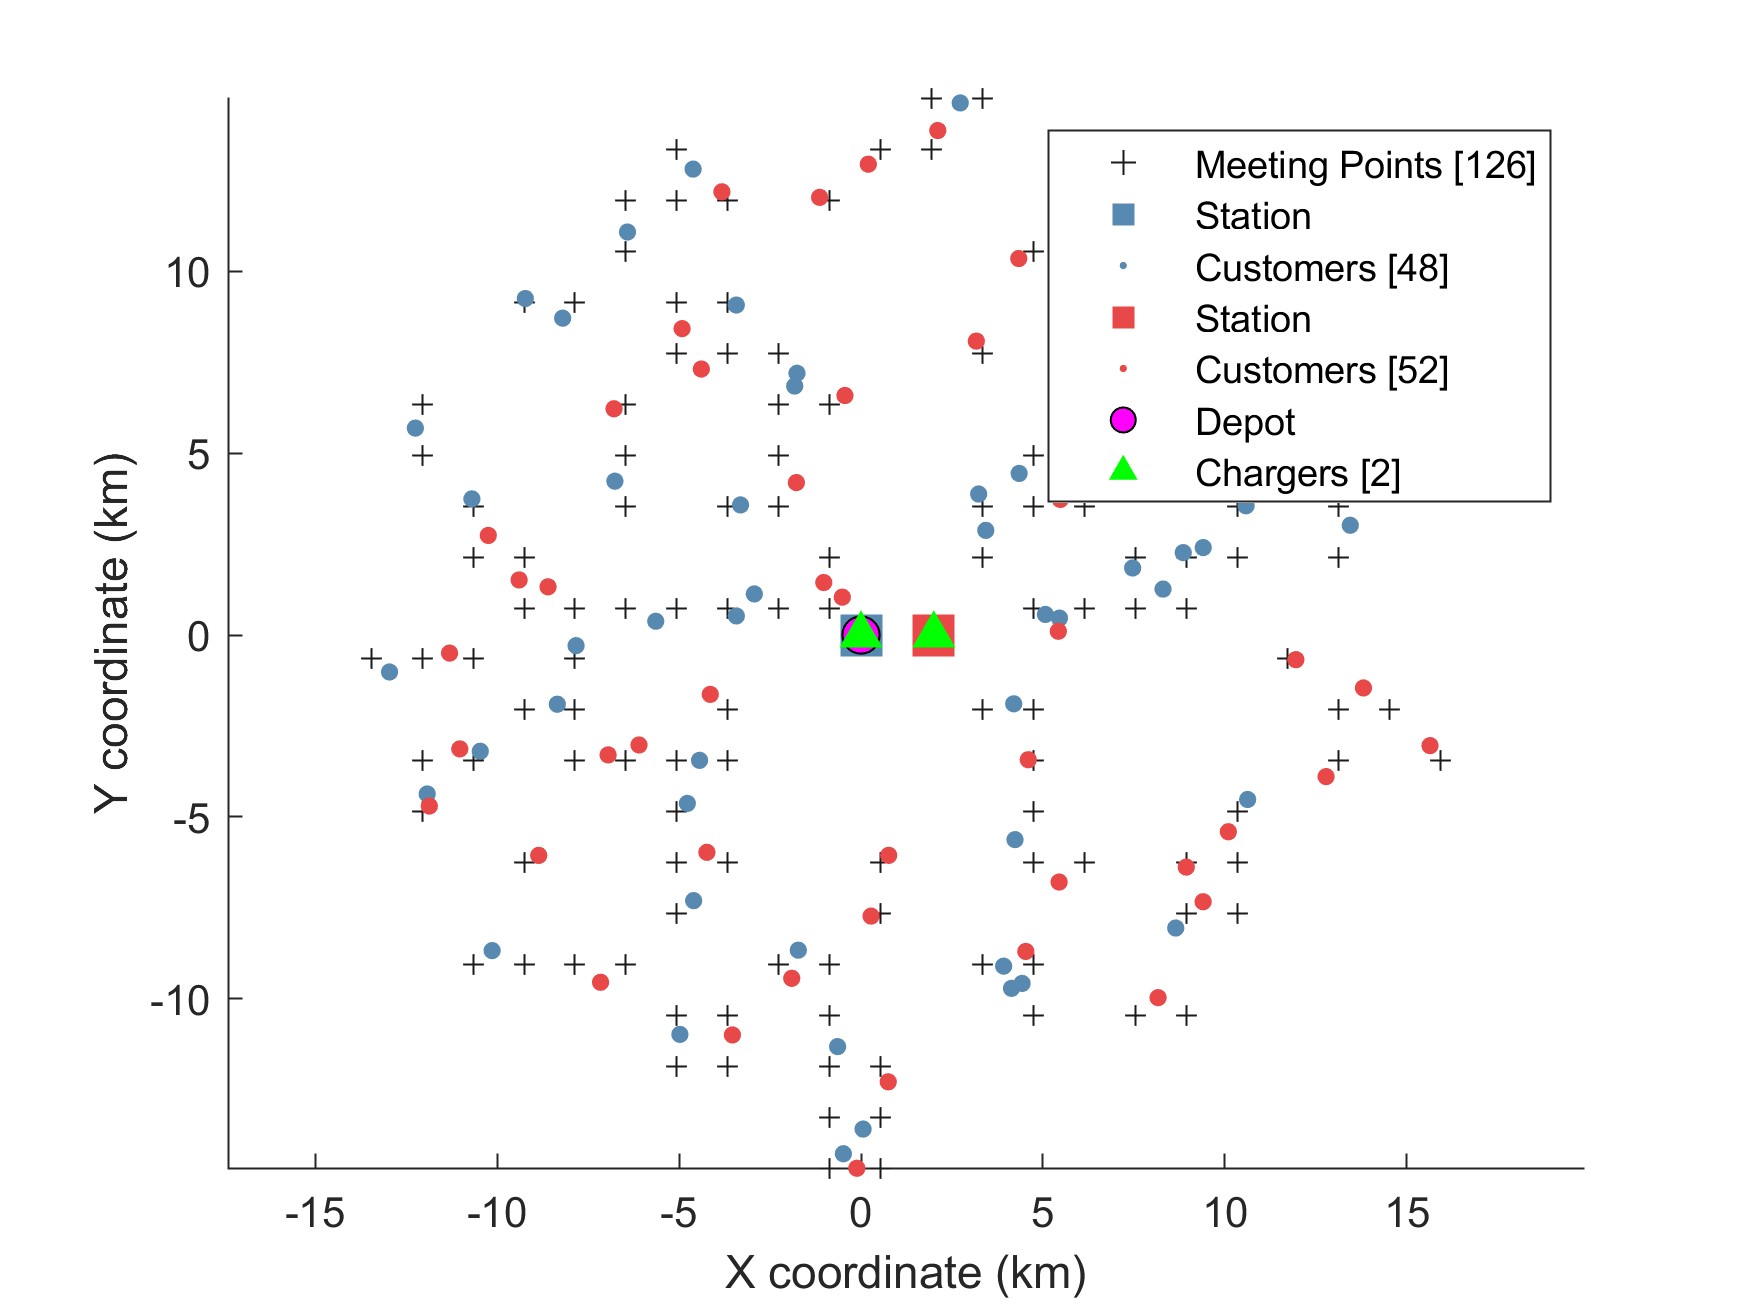 Meeting Points [126]
Station
Customers [48]
Station
Customers [52]
Depot
Chargers [2]
10
5
0
-5
-10
Y coordinate (km)
-15 -10 -5 0 5 10 15
X coordinate (km)